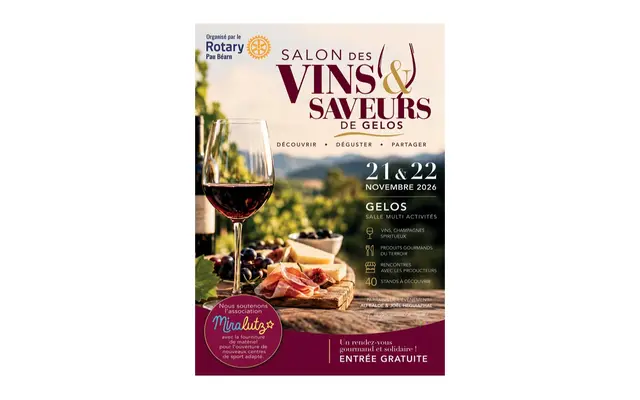 Organisé par le
Rotary
Pau Béarn
SALON DES
VINS &
SAVEURS
DE GELOS
DÉCOUVRIR • DÉGUSTER • PARTAGER
21 & 22
NOVEMBRE 2026
GELOS
SALLE MULTI ACTIVITÉS
VINS, CHAMPAGNES
SPIRITUEUX
PRODUITS GOURMANDS
DU TERROIR
RENCONTRES
AVEC LES PRODUCTEURS
40 STANDS À DÉCOUVRIR
Nous soutenons
l'association
Miralutz
avec la fourniture
de matériel
pour l'ouverture de
nouveaux centres
de sport adapté.
Un rendez-vous
gourmand et solidaire !
ENTRÉE GRATUITE